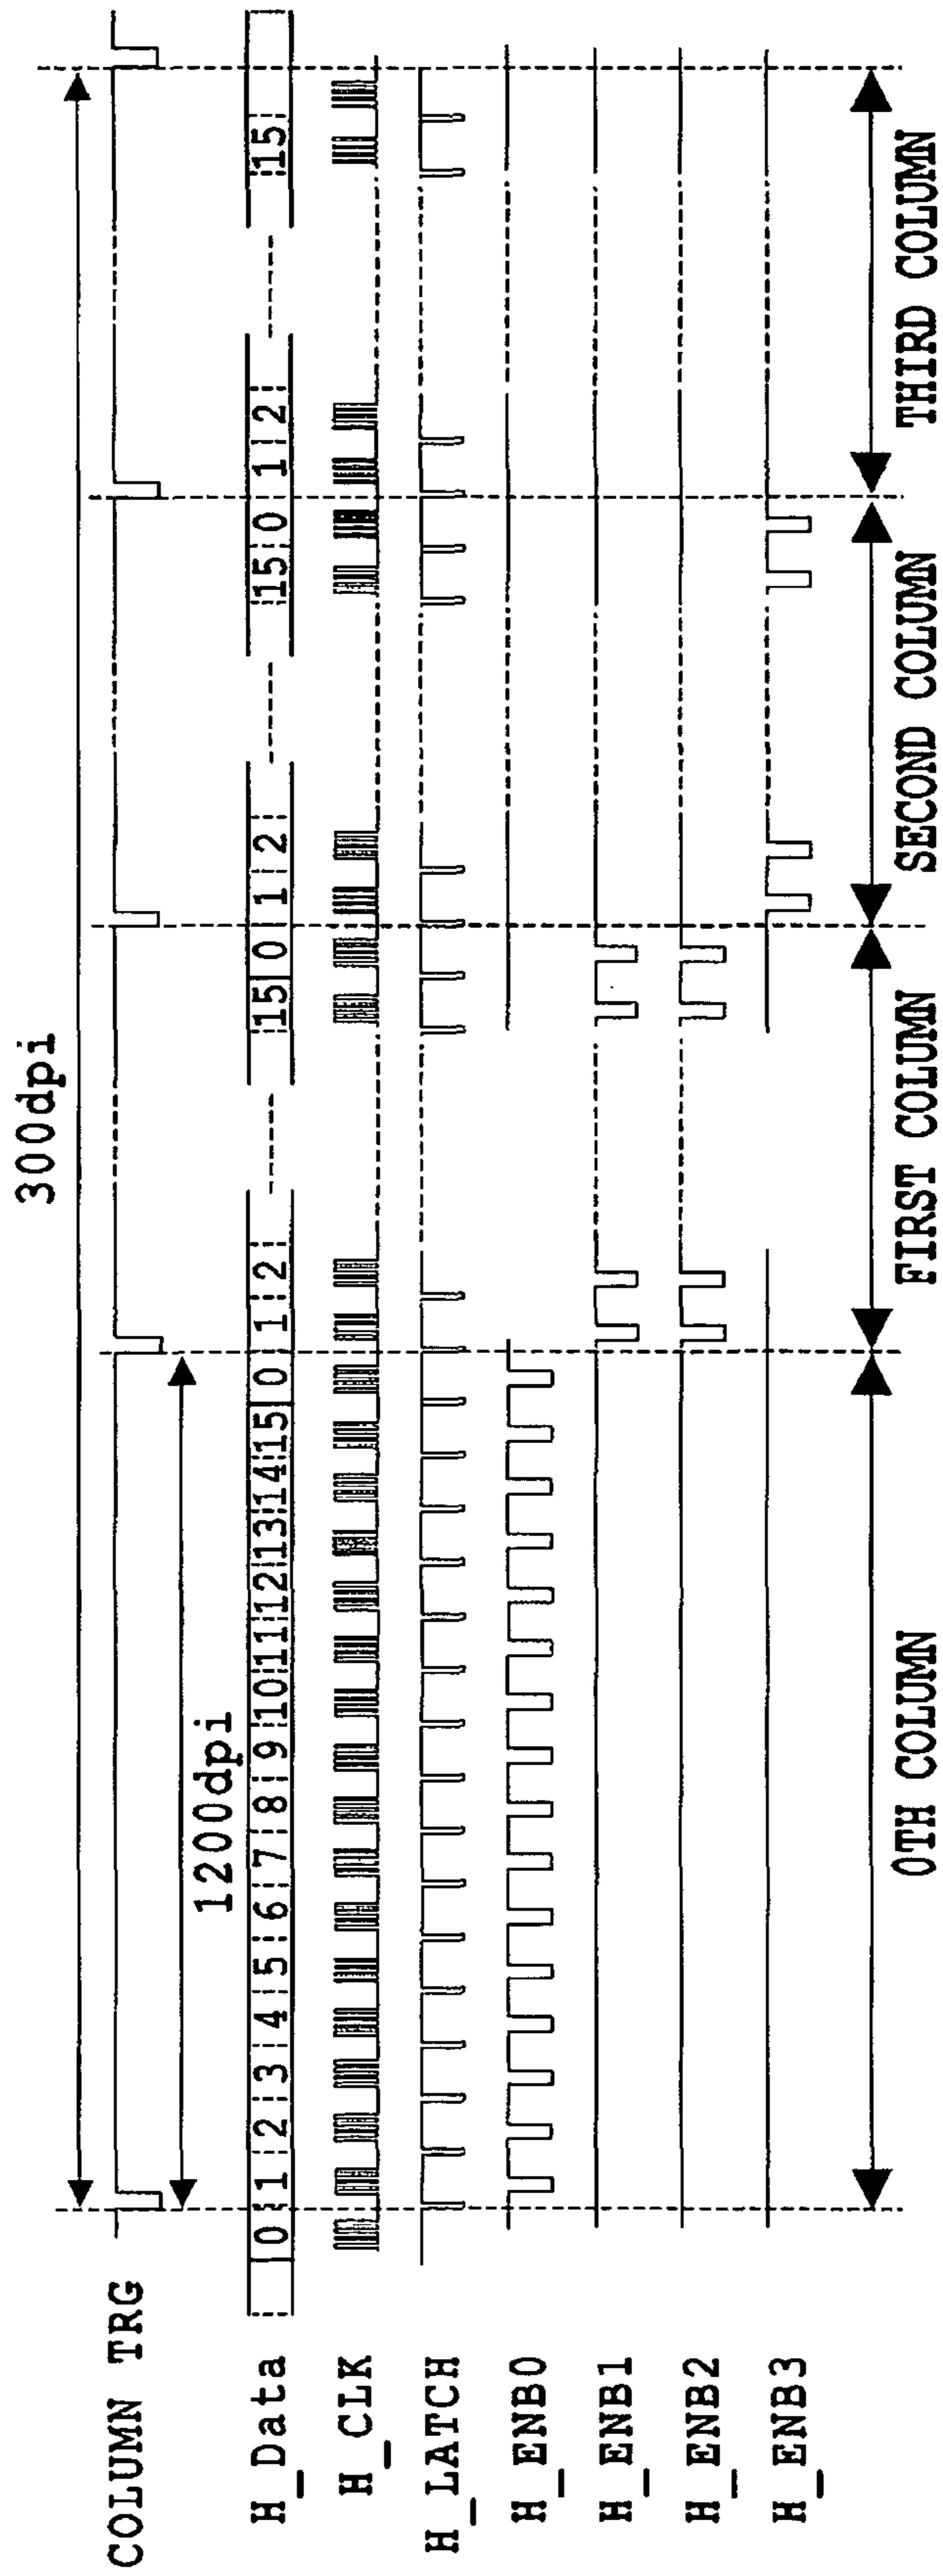 300dpi
COLUMN TRG
1200dpi
H_Data 0 1 2 3 4 5 6 7 8 9 10 11 12 13 14 15 0 1 2 15 0 1 2 15 0 1 2 15
H_CLK
H_LATCH
H_ENB0
H_ENB1
H_ENB2
H_ENB3
0TH COLUMN FIRST COLUMN SECOND COLUMN THIRD COLUMN